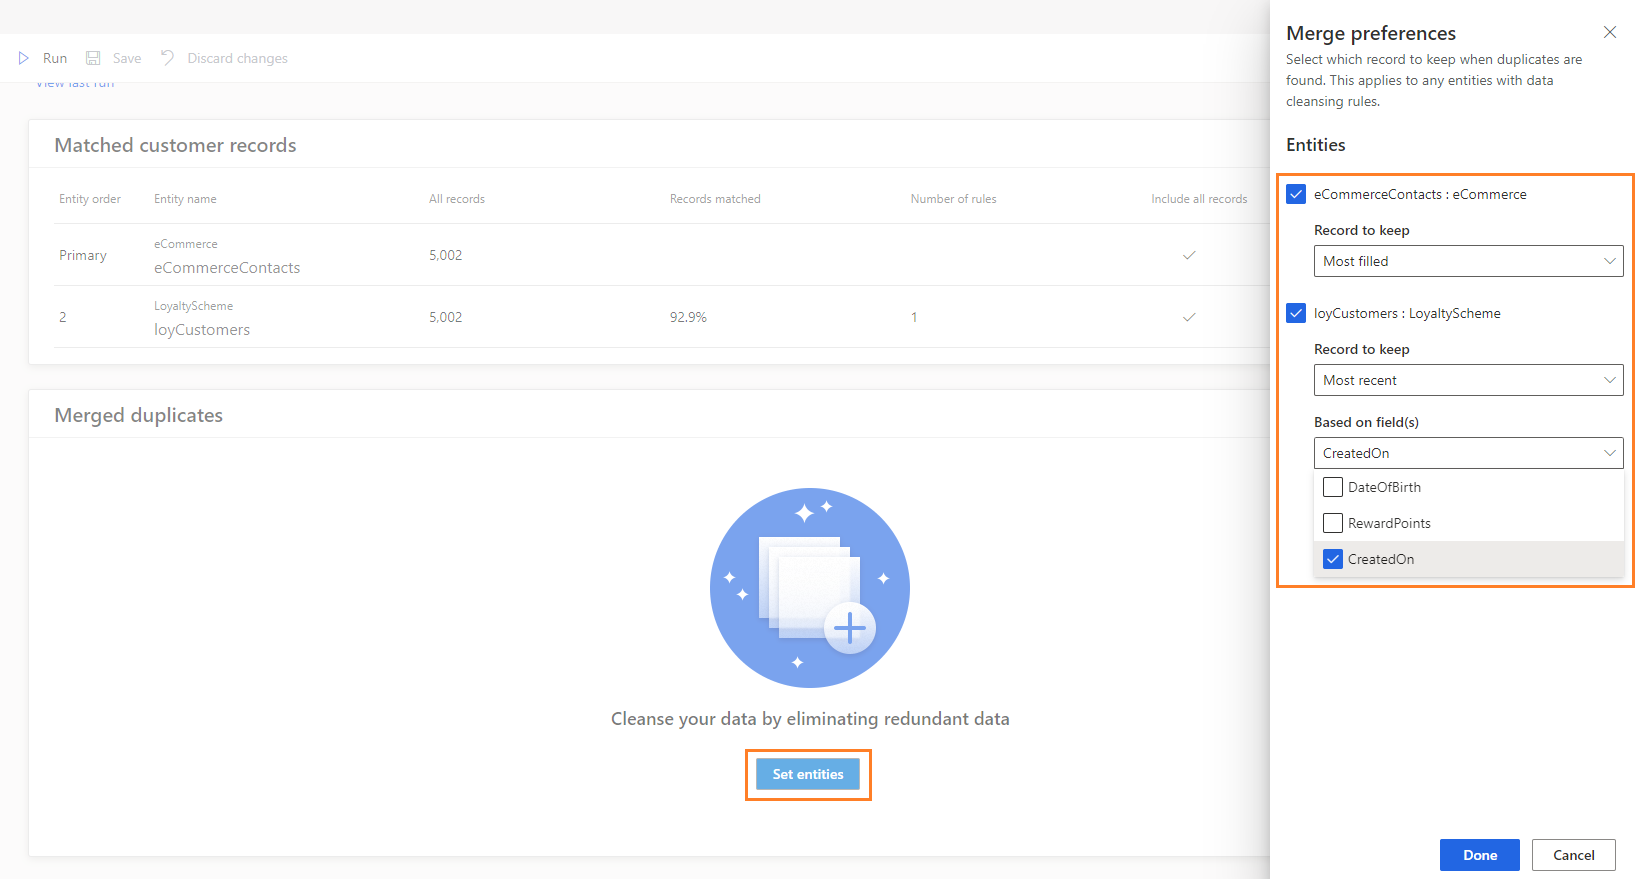 Run Save Discard changes
View last run
Matched customer records
Entity order Entity name All records Records matched Number of rules Include all records
eCommerce
Primary eCommerceContacts 5,002
LoyaltyScheme
2 loyCustomers 5,002 92.9% 1
Merged duplicates
Cleanse your data by eliminating redundant data
Set entities
Merge preferences
Select which record to keep when duplicates are
found. This applies to any entities with data
cleansing rules.
Entities
eCommerceContacts : eCommerce
Record to keep
Most filled
loyCustomers : LoyaltyScheme
Record to keep
Most recent
Based on field(s)
CreatedOn
DateOfBirth
RewardPoints
CreatedOn
Done Cancel